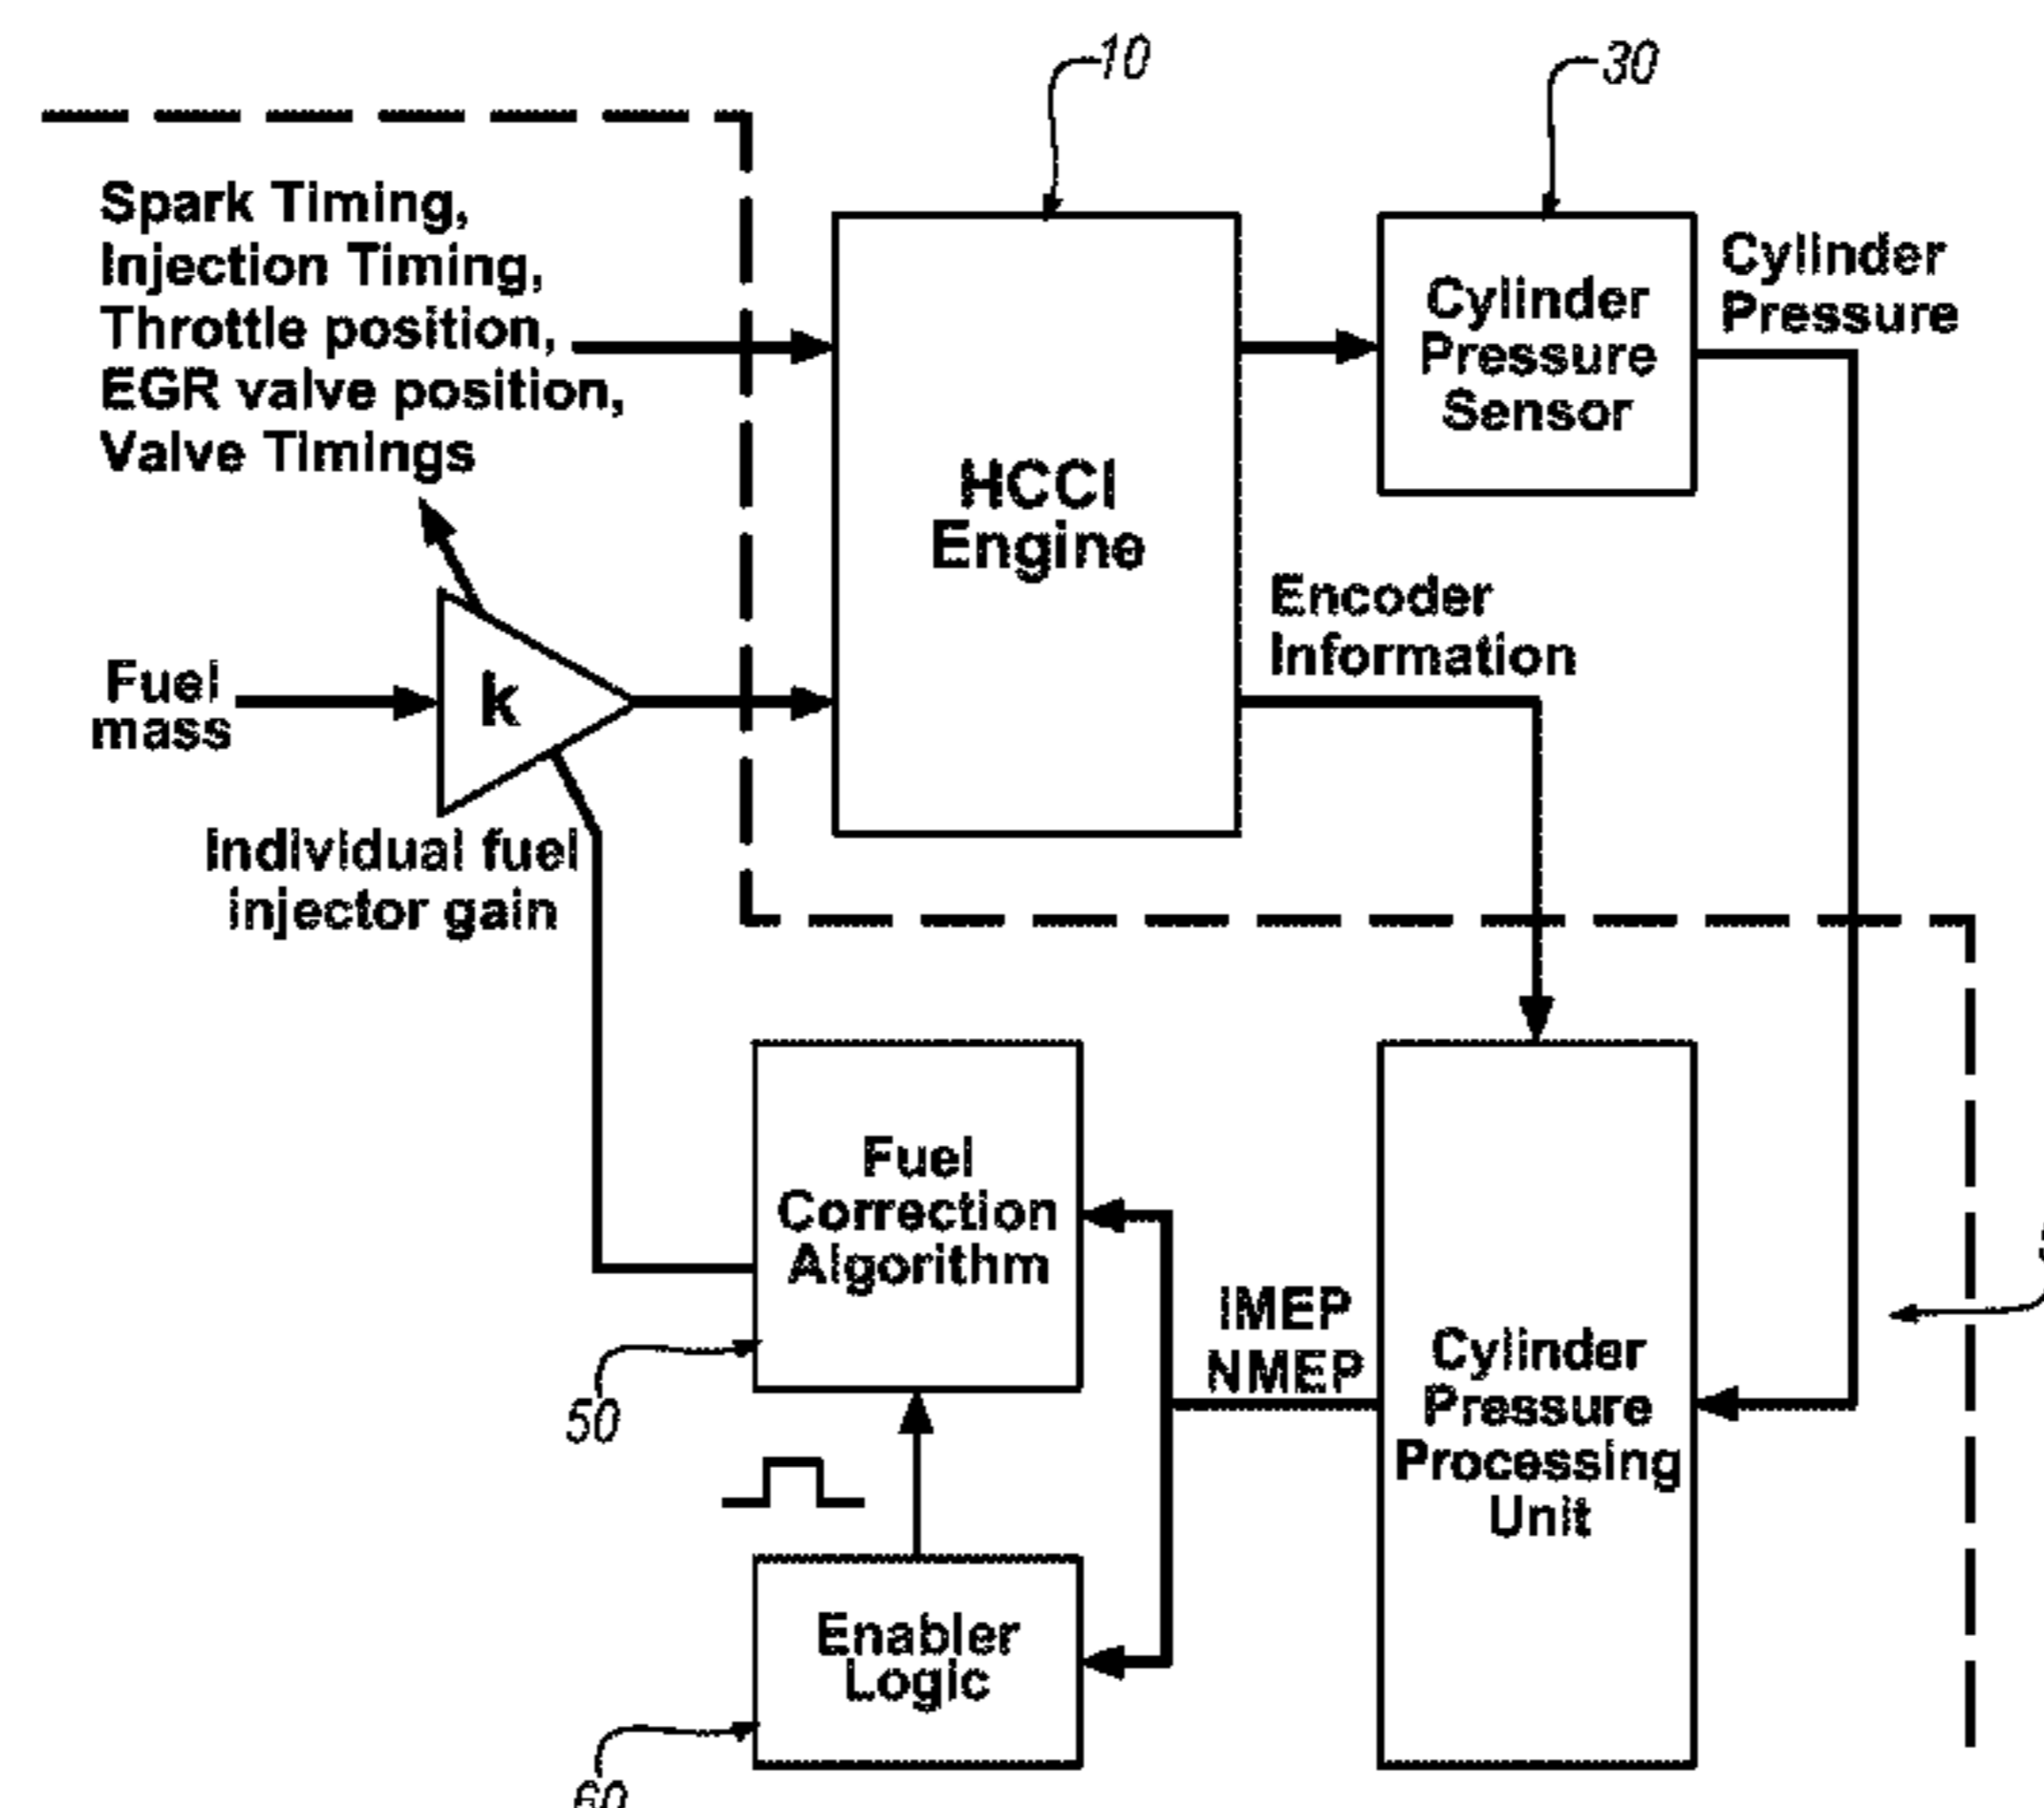 10
30
Spark Timing,
Injection Timing,
Throttle position,
EGR valve position,
Valve Timings
HCCI
Engine
Cylinder
Pressure
Sensor
Cylinder
Pressure
Encoder
Information
Fuel
mass
k
Individual fuel
injector gain
Fuel
Correction
Algorithm
50
IMEP
NMEP
Cylinder
Pressure
Processing
Unit
Enabler
Logic
60